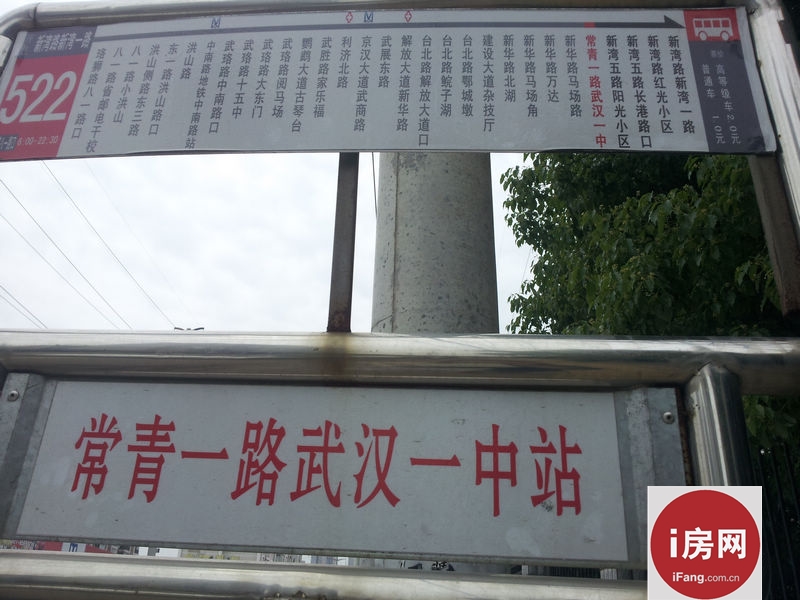 新湾路新湾一路
522
6:00-22:30
珞狮路八一路口
八一路省邮电干校
八一路小洪山
洪山侧路东三路
东一路洪山路口
洪山路
中南路地铁中南路站
武珞路中南路口
武珞路十五中
武珞路大东门
武珞路阅马场
鹦鹉大道古琴台
武胜路家乐福
利济北路
京汉大道武商路
武展东路
解放大道新华路
台北路解放大道口
台北路鲩子湖
台北路鄂城墩
建设大道杂技厅
新华路北湖
新华路马场角
新华路万达
新华路马场路
常青一路武汉一中
新湾五路阳光小区
新湾五路长港路口
新湾路红光小区
新湾路新湾一路
票价
高等级车2.0元
普通车 1.0元
常青一路武汉一中站
i房网
iFang.com.cn